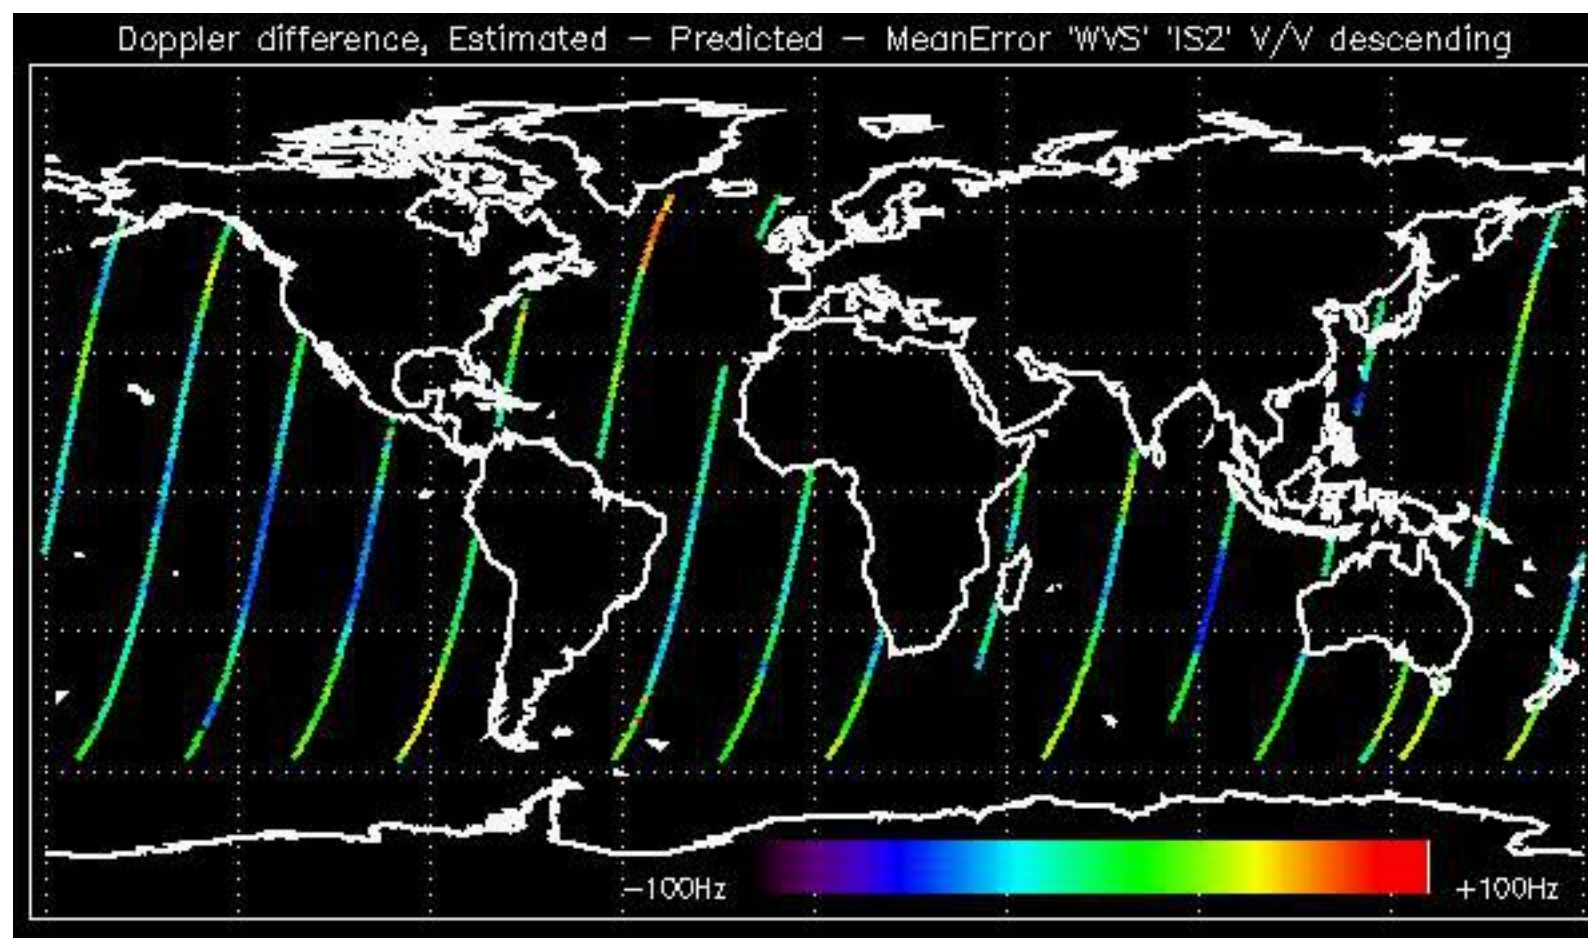 Doppler difference, Estimated – Predicted – MeanError 'WVS' 'IS2' V/V descending
–100Hz +100Hz